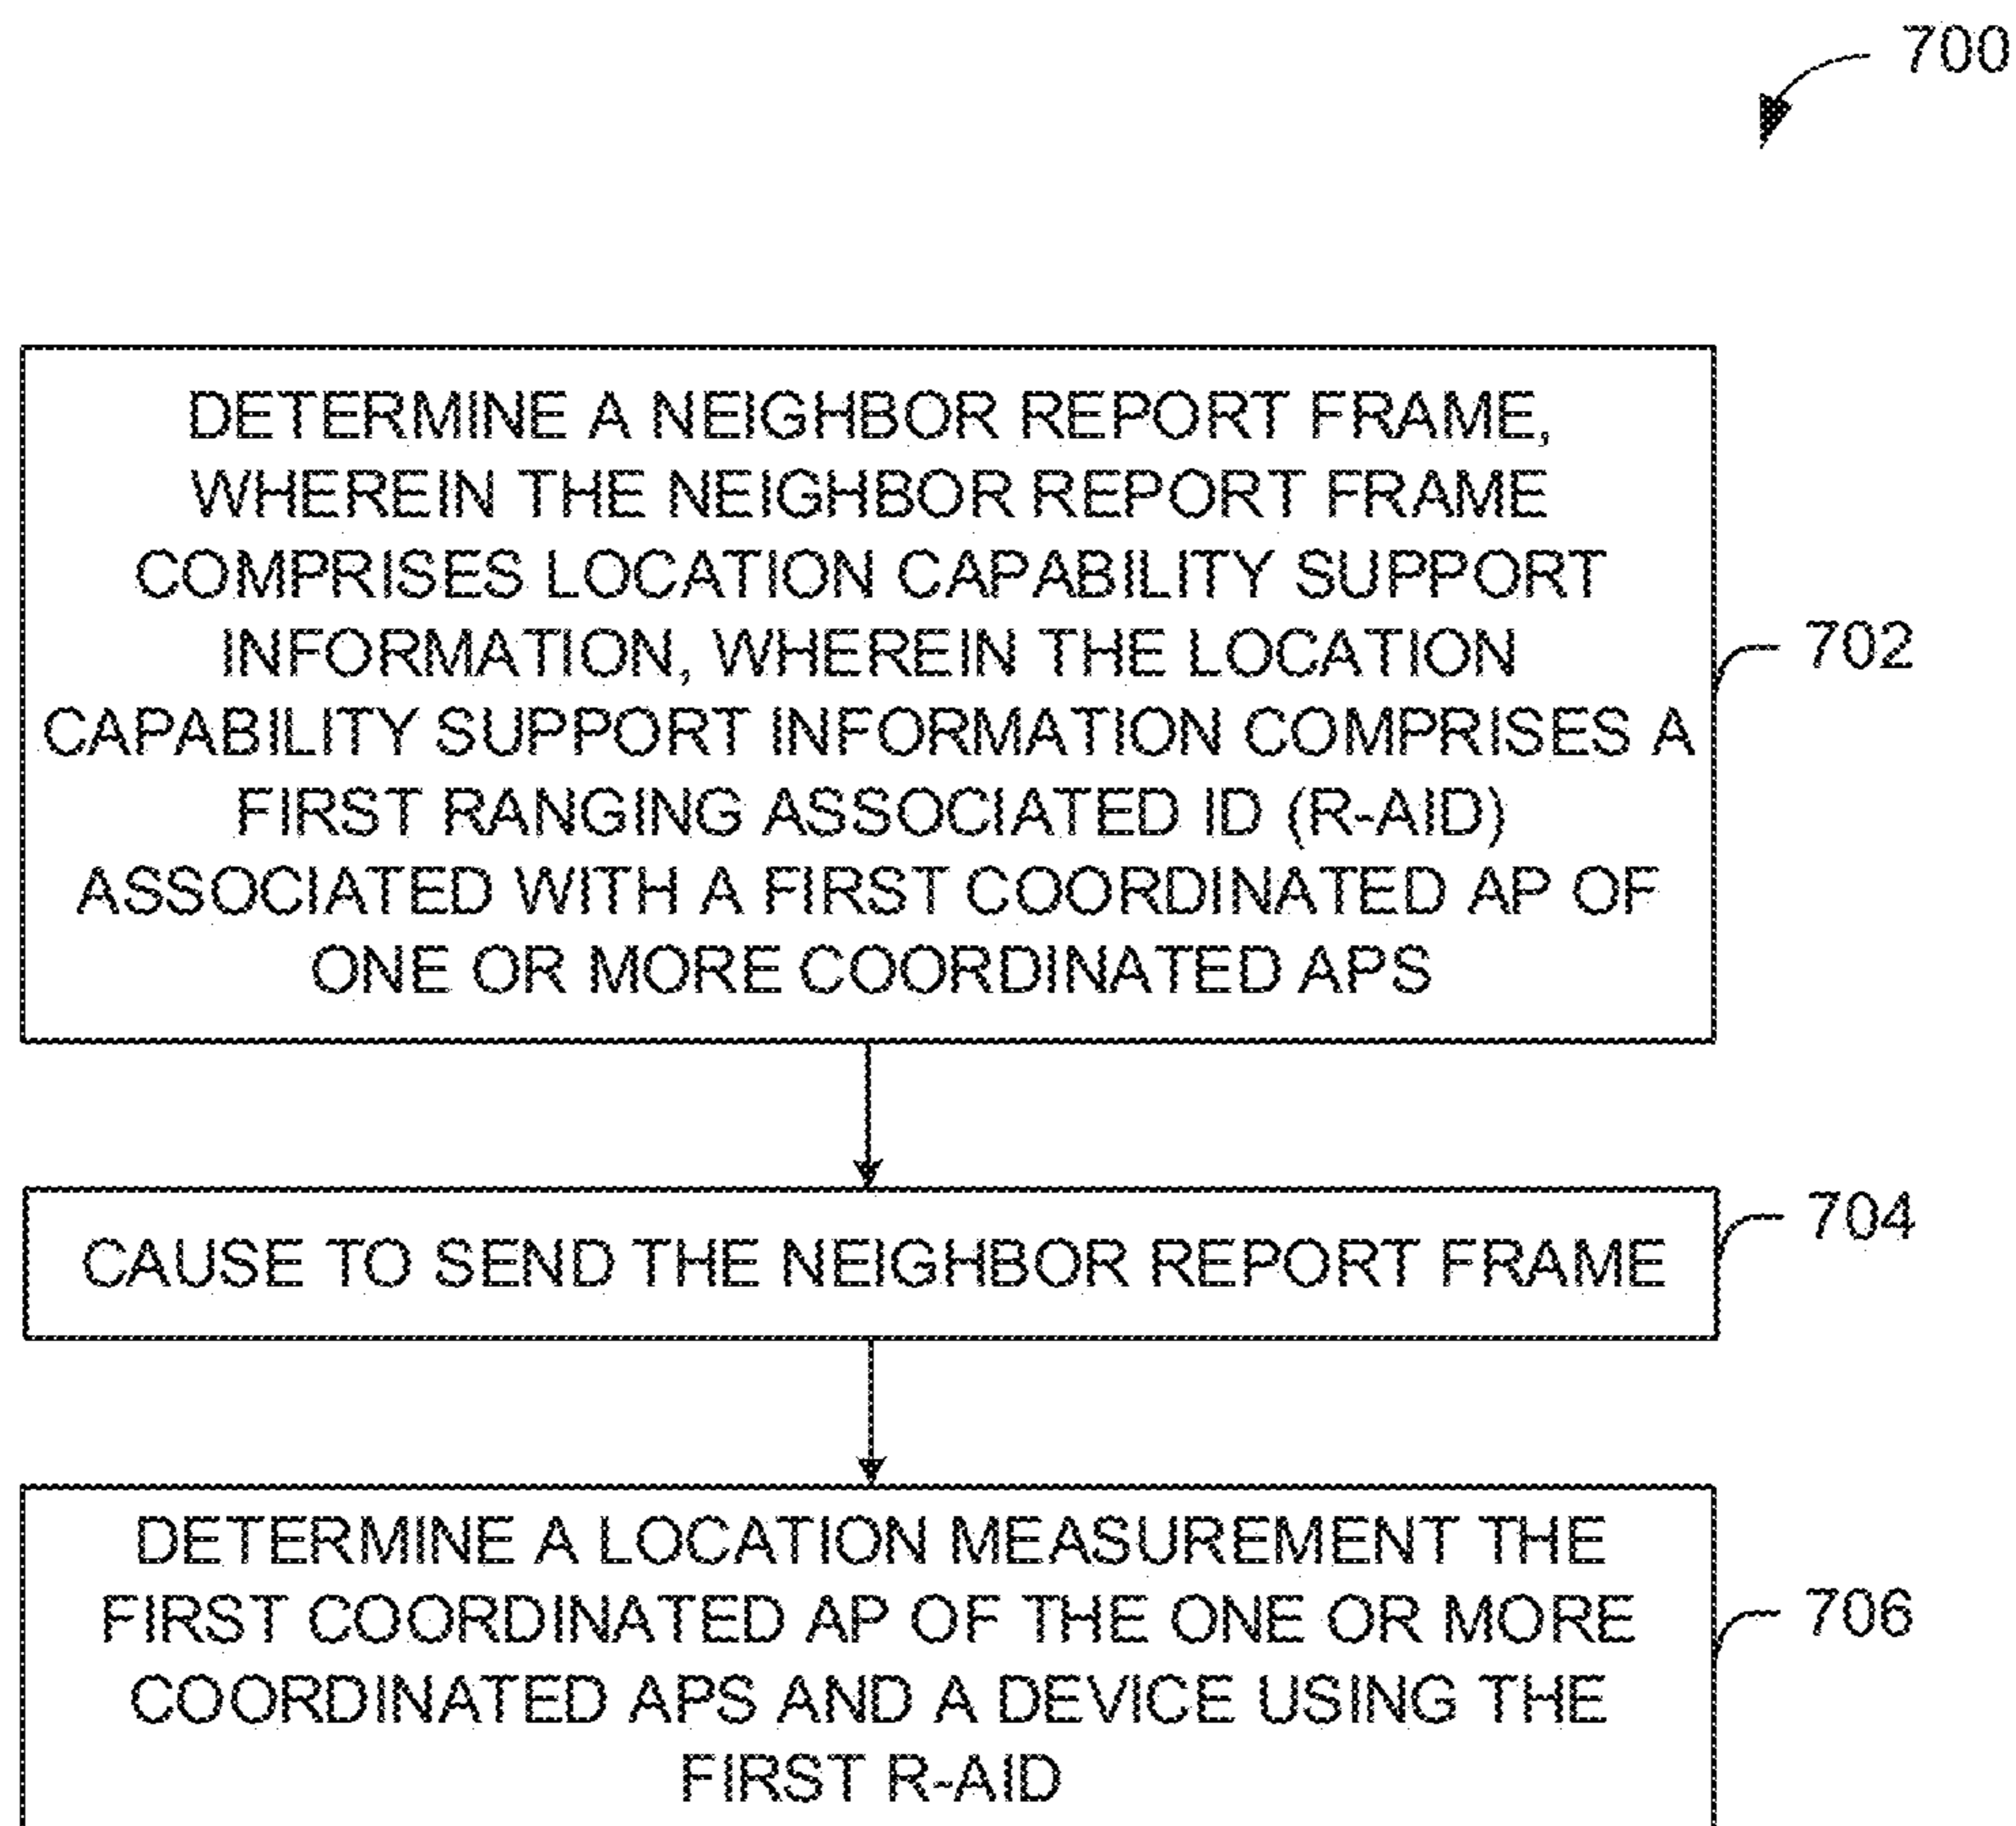 700
DETERMINE A NEIGHBOR REPORT FRAME,
WHEREIN THE NEIGHBOR REPORT FRAME
COMPRISES LOCATION CAPABILITY SUPPORT
INFORMATION, WHEREIN THE LOCATION
CAPABILITY SUPPORT INFORMATION COMPRISES A
FIRST RANGING ASSOCIATED ID (R-AID)
ASSOCIATED WITH A FIRST COORDINATED AP OF
ONE OR MORE COORDINATED APS
702
CAUSE TO SEND THE NEIGHBOR REPORT FRAME
704
DETERMINE A LOCATION MEASUREMENT THE
FIRST COORDINATED AP OF THE ONE OR MORE
COORDINATED APS AND A DEVICE USING THE
FIRST R-AID
706